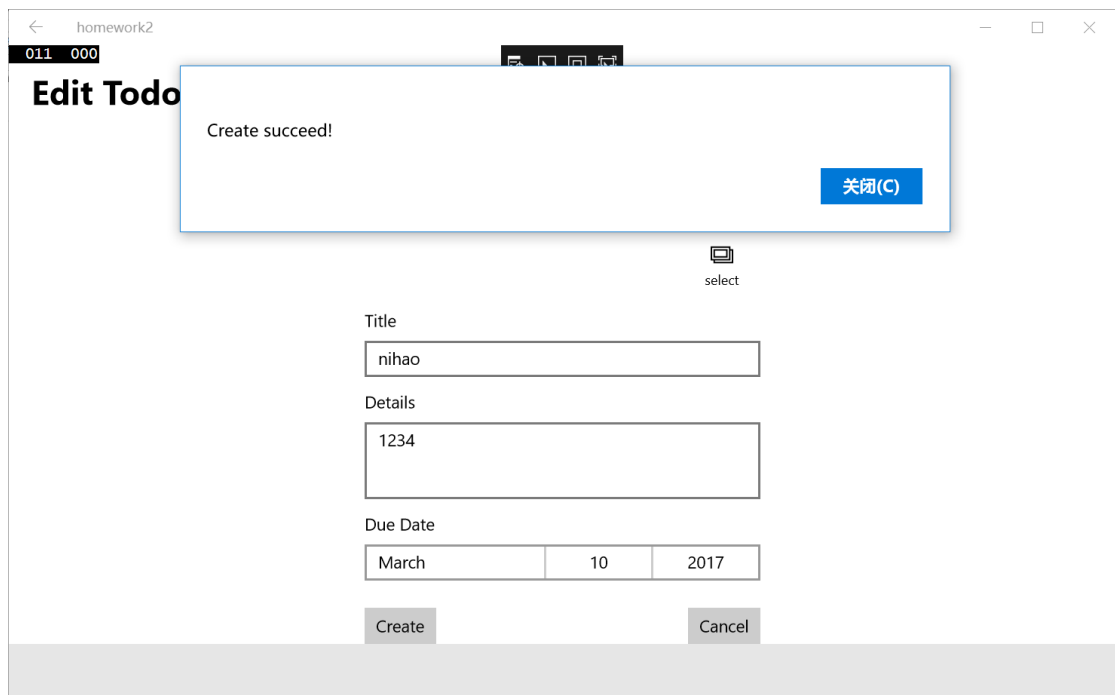 homework2
011 000
Edit Todo
Create succeed!
关闭(C)
select
Title
nihao
Details
1234
Due Date
March 10 2017
Create Cancel